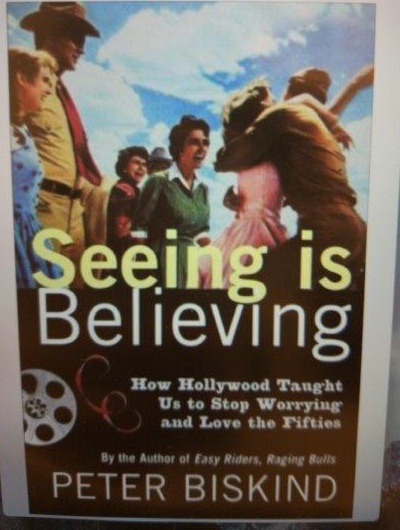 Seeing is
Believing
How Hollywood Taught
Us to Stop Worrying
and Love the Fifties
By the Author of Easy Riders, Raging Bulls
PETER BISKIND